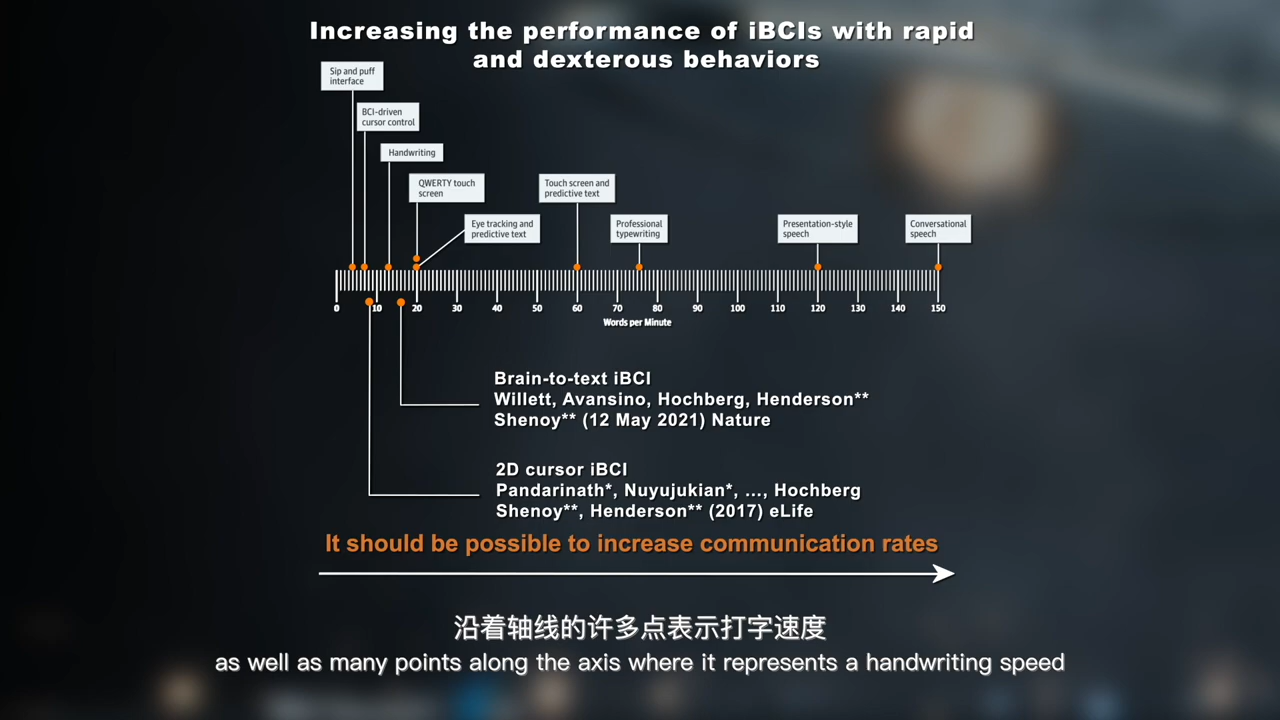 Increasing the performance of iBCIs with rapid
and dexterous behaviors
Sip and puff
interface
BCI-driven
cursor control
Handwriting
QWERTY touch
screen
Eye tracking and
predictive text
Touch screen and
predictive text
Professional
typewriting
Presentation-style
speech
Conversational
speech
0 10 20 30 40 50 60 70 80 90 100 110 120 130 140 150
Words per Minute
Brain-to-text iBCI
Willett, Avansino, Hochberg, Henderson**
Shenoy** (12 May 2021) Nature
2D cursor iBCI
Pandarinath*, Nuyujukian*, ..., Hochberg
Shenoy**, Henderson** (2017) eLife
It should be possible to increase communication rates
沿着轴线的许多点表示打字速度
as well as many points along the axis where it represents a handwriting speed